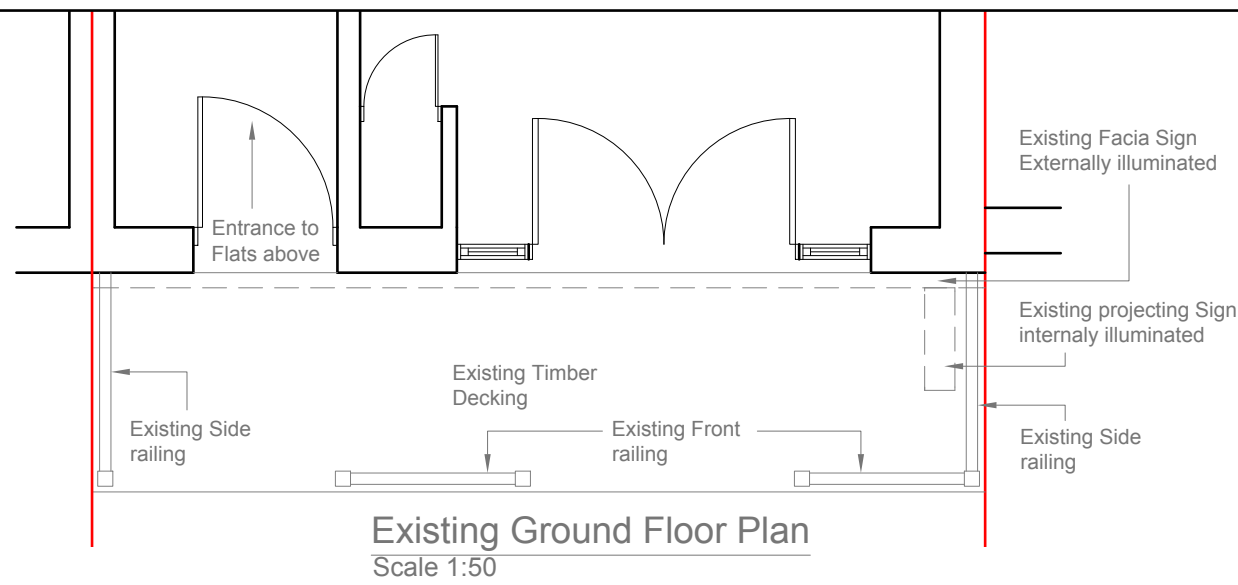 Existing Facia Sign
Externally illuminated
Entrance to
Flats above
Existing projecting Sign
internaly illuminated
Existing Timber
Decking
Existing Side
railing
Existing Front
railing
Existing Side
railing
Existing Ground Floor Plan
Scale 1:50